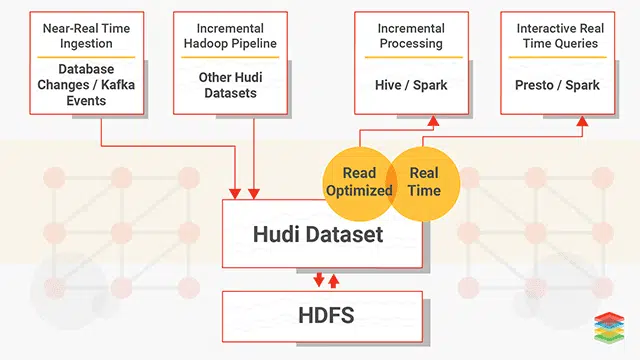 Near-Real Time
Ingestion
Database
Changes / Kafka
Events
Incremental
Hadoop Pipeline
Other Hudi
Datasets
Incremental
Processing
Hive / Spark
Interactive Real
Time Queries
Presto / Spark
Read
Optimized
Real
Time
Hudi Dataset
HDFS